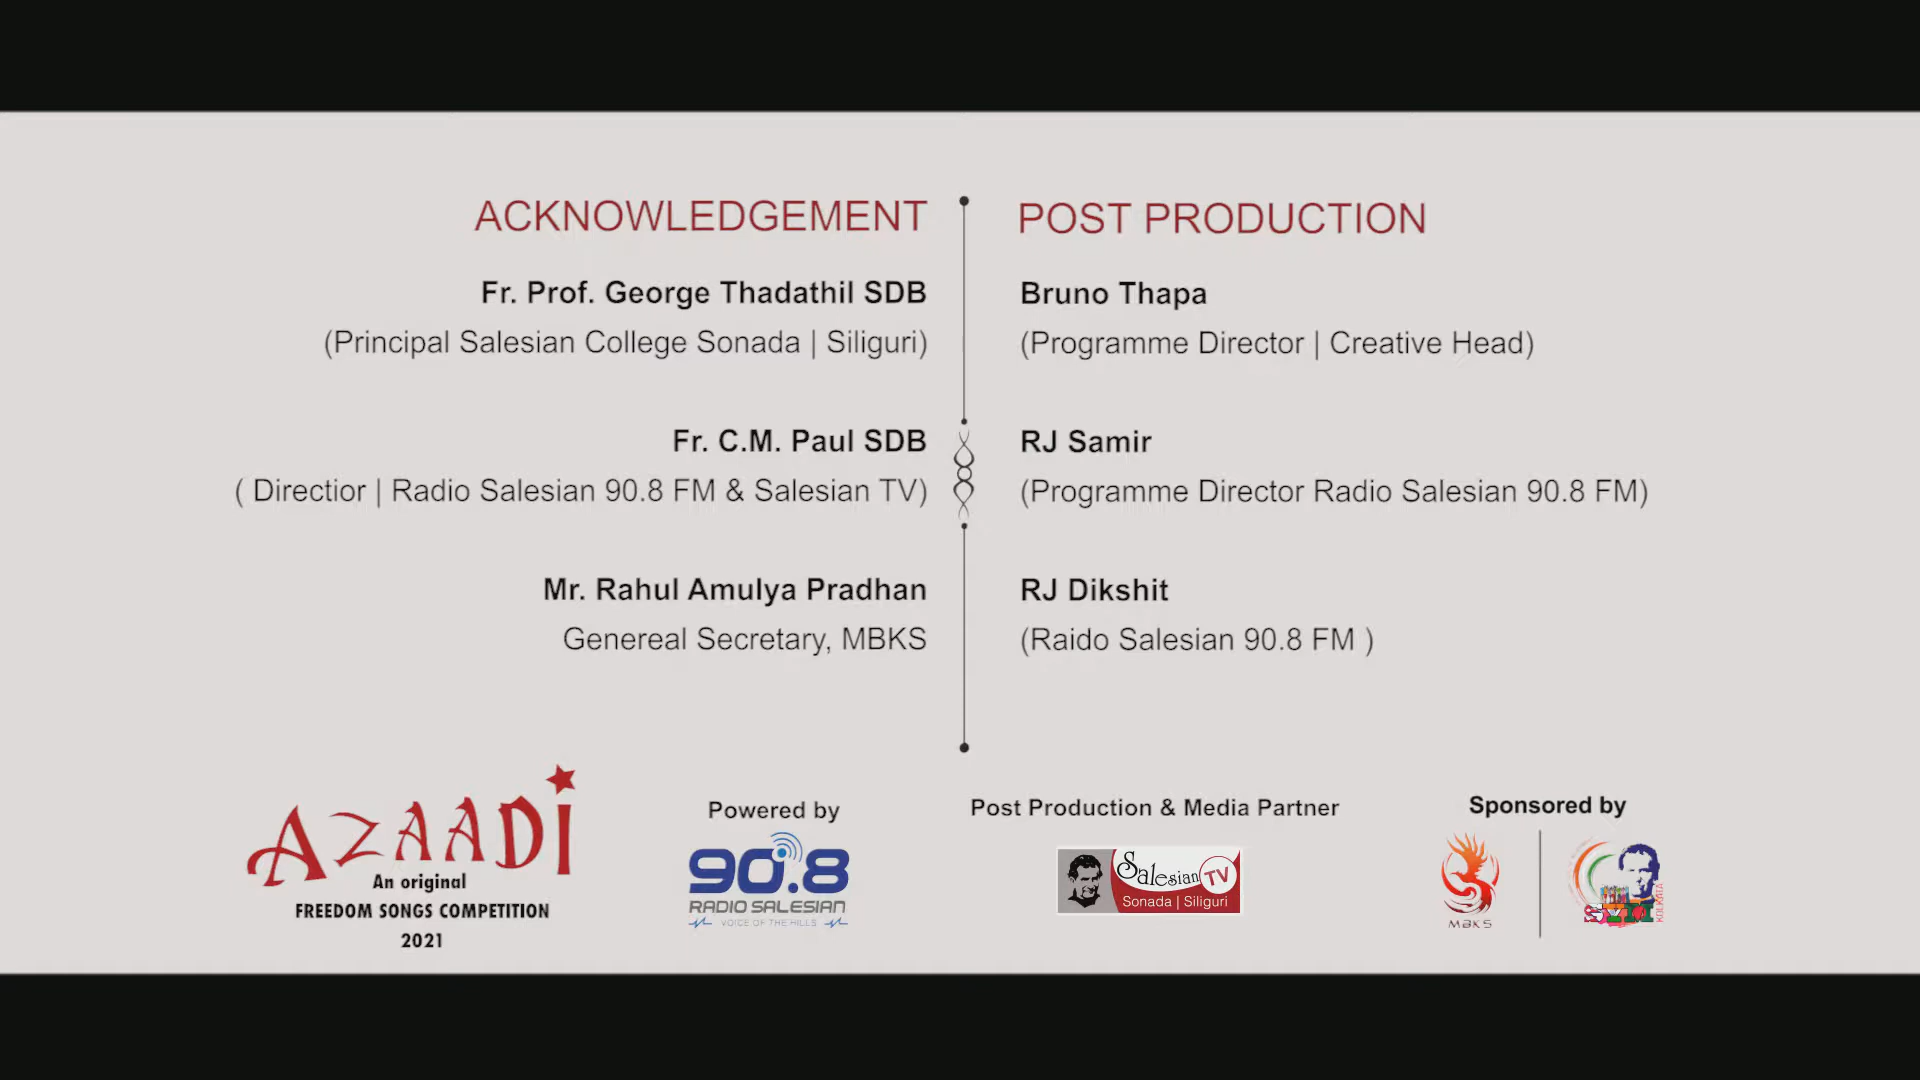 ACKNOWLEDGEMENT
Fr. Prof. George Thadathil SDB
(Principal Salesian College Sonada | Siliguri)
Fr. C.M. Paul SDB
( Directior | Radio Salesian 90.8 FM & Salesian TV)
Mr. Rahul Amulya Pradhan
Genereal Secretary, MBKS
POST PRODUCTION
Bruno Thapa
(Programme Director | Creative Head)
RJ Samir
(Programme Director Radio Salesian 90.8 FM)
RJ Dikshit
(Raido Salesian 90.8 FM )
AZAADi
An original
FREEDOM SONGS COMPETITION
2021
Powered by
90.8
RADIO SALESIAN
VOICE OF THE HILLS
Post Production & Media Partner
Salesian TV
Sonada | Siliguri
Sponsored by
MBKS
SYM
KOLKATA